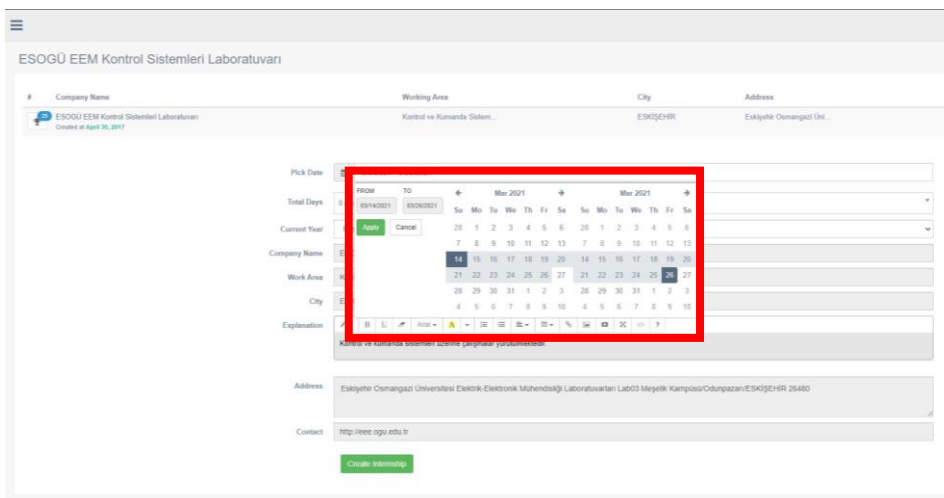 ESOGÜ EEM Kontrol Sistemleri Laboratuvarı
# Company Name Working Area City Address
25 ESOGÜ EEM Kontrol Sistemleri Laboratuvarı Kontrol ve Kumanda Sistem... ESKİŞEHİR Eskişehir Osmangazi Üni...
Created at April 30, 2017
Pick Date
FROM TO Mar 2021 Mar 2021
Total Days 03/14/2021 03/26/2021
Su Mo Tu We Th Fr Sa Su Mo Tu We Th Fr Sa
Current Year Apply Cancel 28 1 2 3 4 5 6 28 1 2 3 4 5 6
7 8 9 10 11 12 13 7 8 9 10 11 12 13
Company Name 14 15 16 17 18 19 20 14 15 16 17 18 19 20
Work Area 21 22 23 24 25 26 27 21 22 23 24 25 26 27
28 29 30 31 1 2 3 28 29 30 31 1 2 3
City 4 5 6 7 8 9 10 4 5 6 7 8 9 10
Explanation B U Arial A ?
Kontrol ve kumanda sistemleri üzerine çalışmalar yürütülmektedir.
Address Eskişehir Osmangazi Üniversitesi Elektrik-Elektronik Mühendisliği Laboratuvarları Lab03 Meşelik Kampüsü/Odunpazarı/ESKİŞEHİR 26480
Contact http://eee.ogu.edu.tr
Create Internship